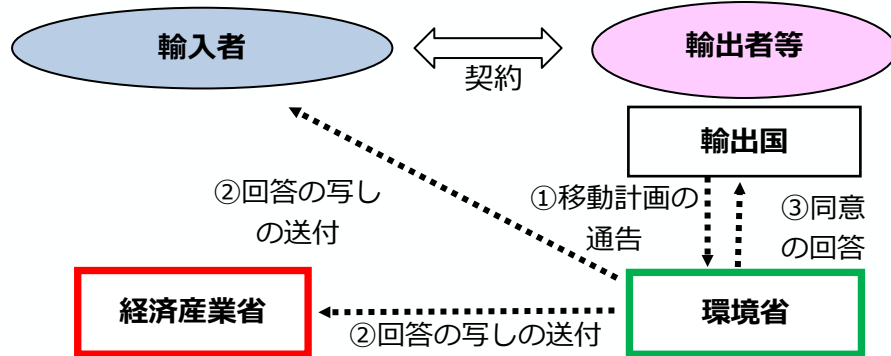 輸入者
輸出者等
契約
輸出国
②回答の写し
の送付
①移動計画の
通告
③同意
の回答
経済産業省
②回答の写しの送付
環境省